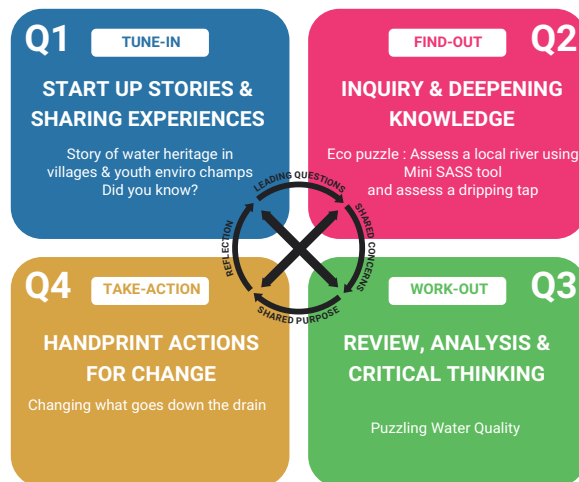 Q1
TUNE-IN
START UP STORIES &
SHARING EXPERIENCES
Story of water heritage in
villages & youth enviro champs
Did you know?
FIND-OUT
Q2
INQUIRY & DEEPENING
KNOWLEDGE
Eco puzzle : Assess a local river using
Mini SASS tool
and assess a dripping tap
LEADING QUESTIONS
SHARED CONCERNS
SHARED PURPOSE
REFLECTION
Q4
TAKE-ACTION
HANDPRINT ACTIONS
FOR CHANGE
Changing what goes down the drain
WORK-OUT
Q3
REVIEW, ANALYSIS &
CRITICAL THINKING
Puzzling Water Quality